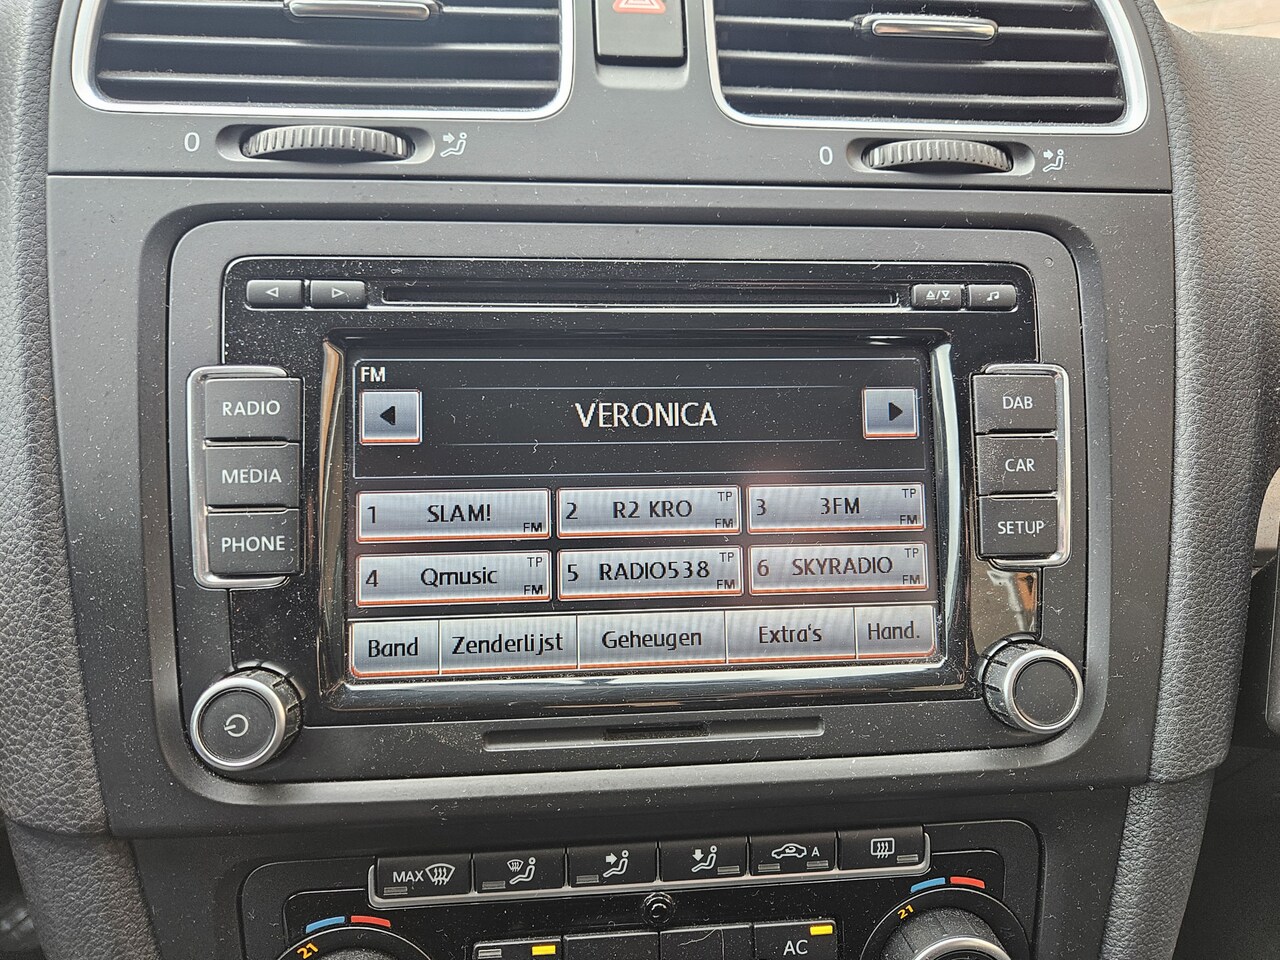 0
0
FM
VERONICA
1 SLAM! FM
2 R2 KRO TP FM
3 3FM TP FM
4 Qmusic TP FM
5 RADIO538 TP FM
6 SKYRADIO TP FM
Band Zenderlijst Geheugen Extra's Hand.
RADIO
MEDIA
PHONE
DAB
CAR
SETUP
MAX
A
21
21
AC